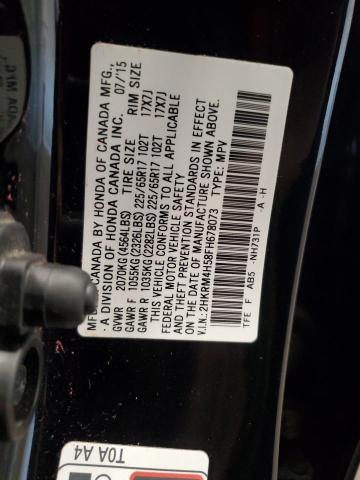 MFD. CANADA BY HONDA OF CANADA MFG.,
A DIVISION OF HONDA CANADA INC. 07/'15
TIRE SIZE RIM SIZE
GVWR 2070KG(4564LBS)
GAWR F 1055KG(2326LBS) 225/65R17 102T 17X7J
GAWR R 1035KG(2282LBS) 225/65R17 102T 17X7J
THIS VEHICLE CONFORMS TO ALL APPLICABLE
FEDERAL MOTOR VEHICLE SAFETY
AND THEFT PREVENTION STANDARDS IN EFFECT
ON THE DATE OF MANUFACTURE SHOWN ABOVE.
V.I.N.: 2HKRM4H58FH678073 TYPE: MPV
TFE F AB5 -NH731P -A -H
T0A A4